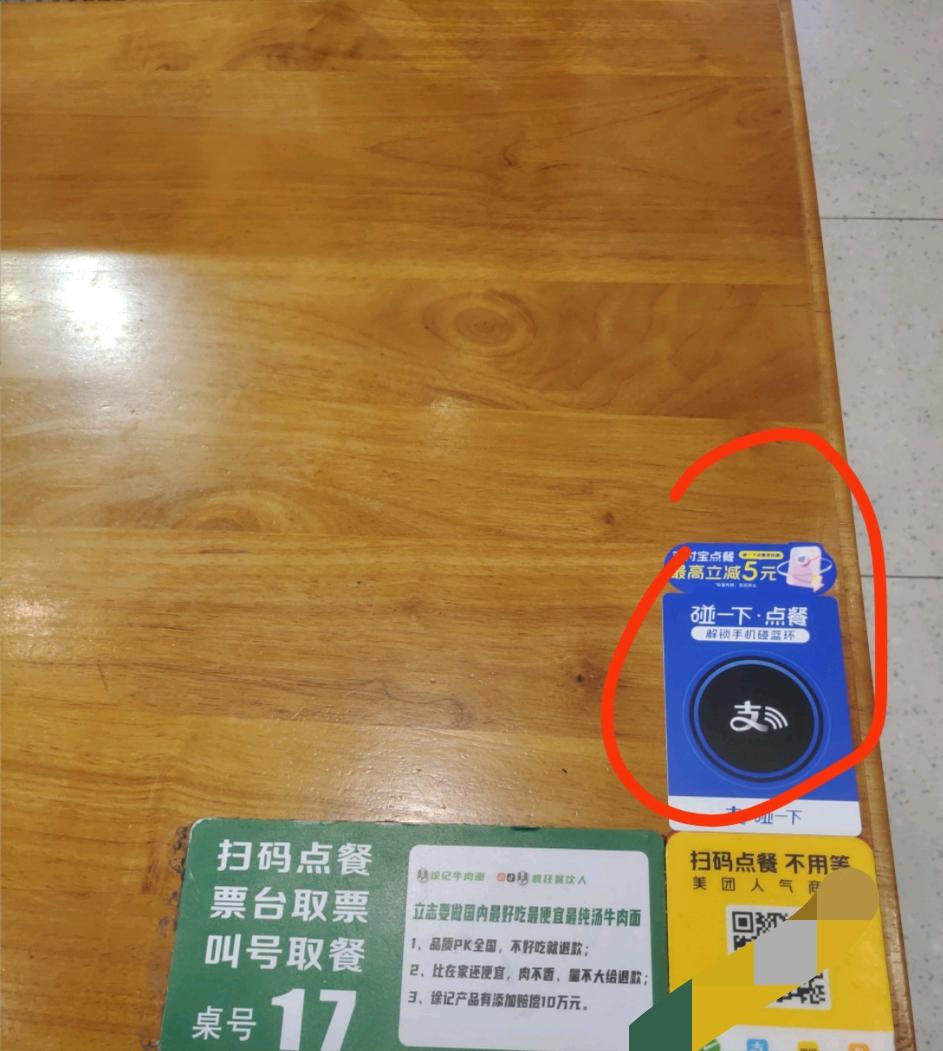 支付宝点餐
最高立减5元
碰一下·点餐
解锁手机碰蓝环
支
支 碰一下
扫码点餐
票台取票
叫号取餐
桌号 17
徐记牛肉面 疯狂餐饮人
立志要做国内最好吃最便宜最纯汤牛肉面
1、品质PK全国，不好吃就退款；
2、比在家还便宜，肉不香、量不大给退款；
3、徐记产品有添加赔偿10万元。
扫码点餐 不用等
美团人气商